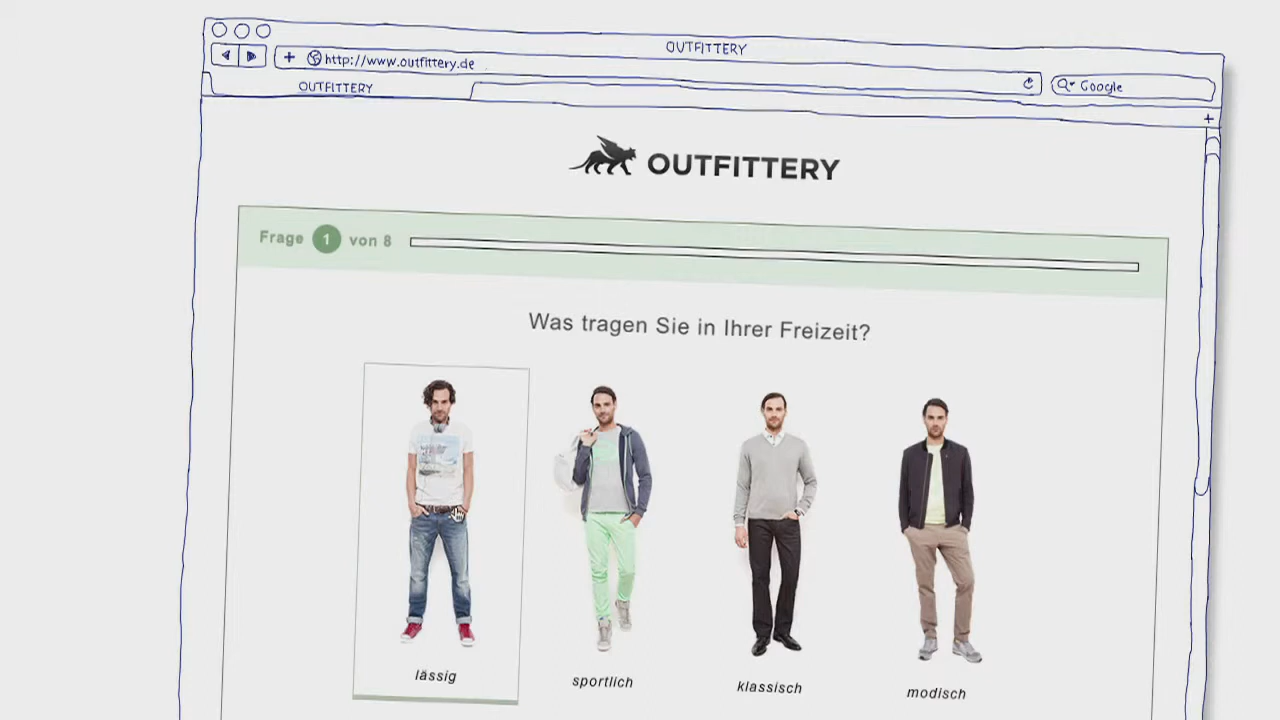 OUTFITTERY
http://www.outfittery.de
OUTFITTERY
Google
OUTFITTERY
Frage 1 von 8
Was tragen Sie in Ihrer Freizeit?
lässig
sportlich
klassisch
modisch